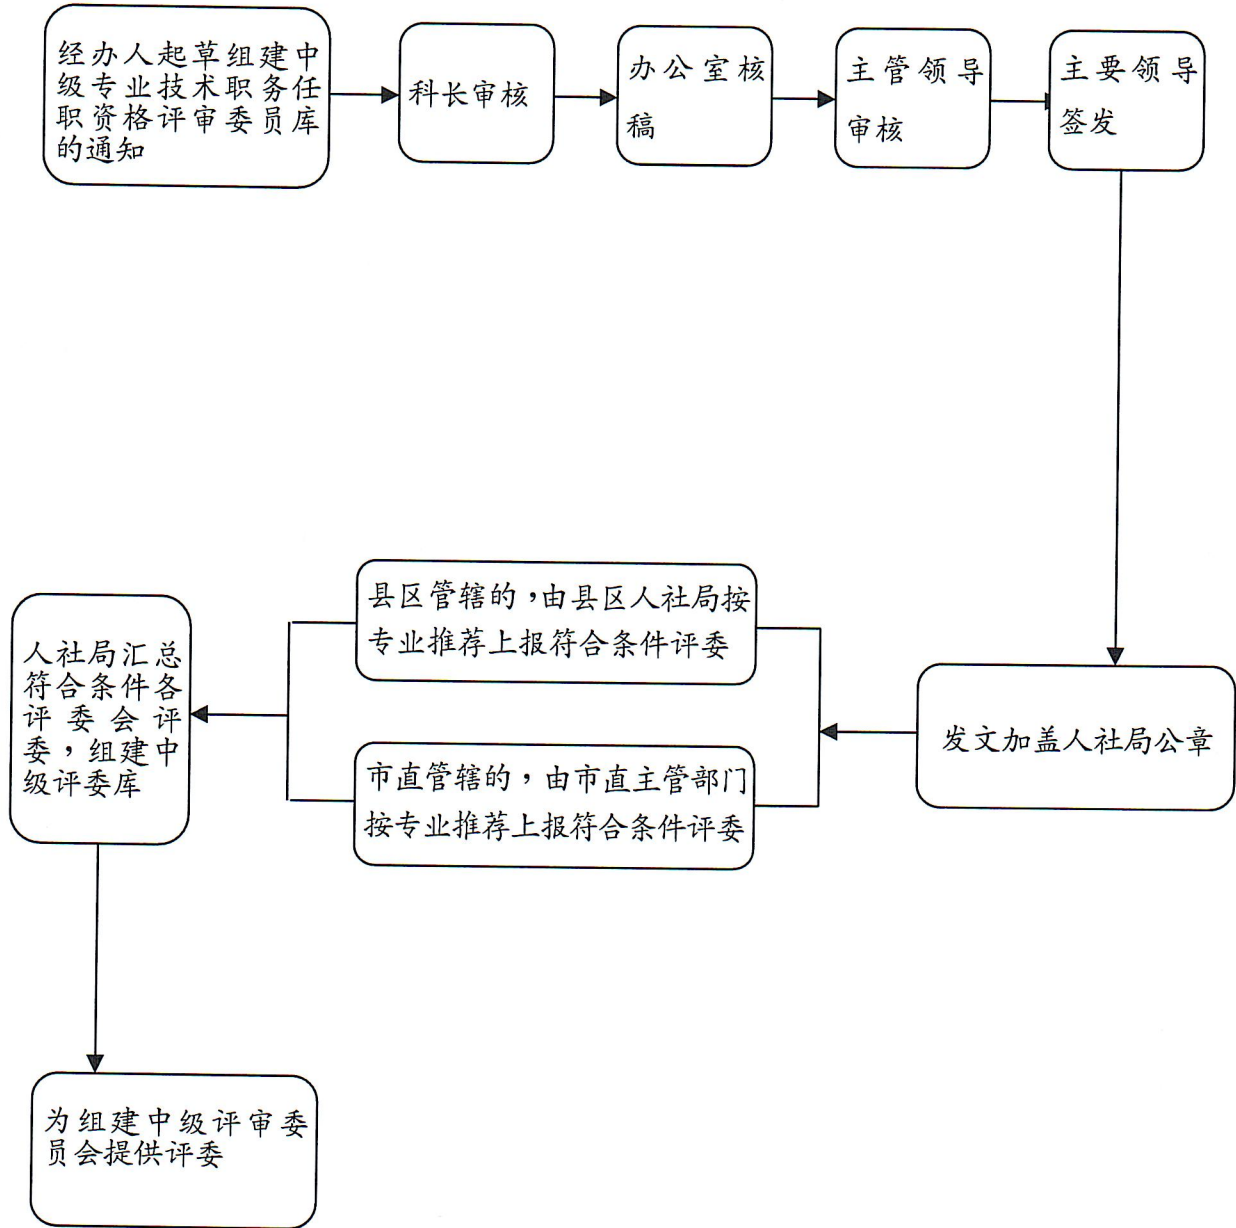 经办人起草组建中
级专业技术职务任
职资格评审委员库
的通知
科长审核
办公室核
稿
主管领导
审核
主要领导
签发
县区管辖的，由县区人社局按
专业推荐上报符合条件评委
人社局汇总
符合条件各
评委会评
委，组建中
级评委库
发文加盖人社局公章
市直管辖的，由市直主管部门
按专业推荐上报符合条件评委
为组建中级评审委
员会提供评委